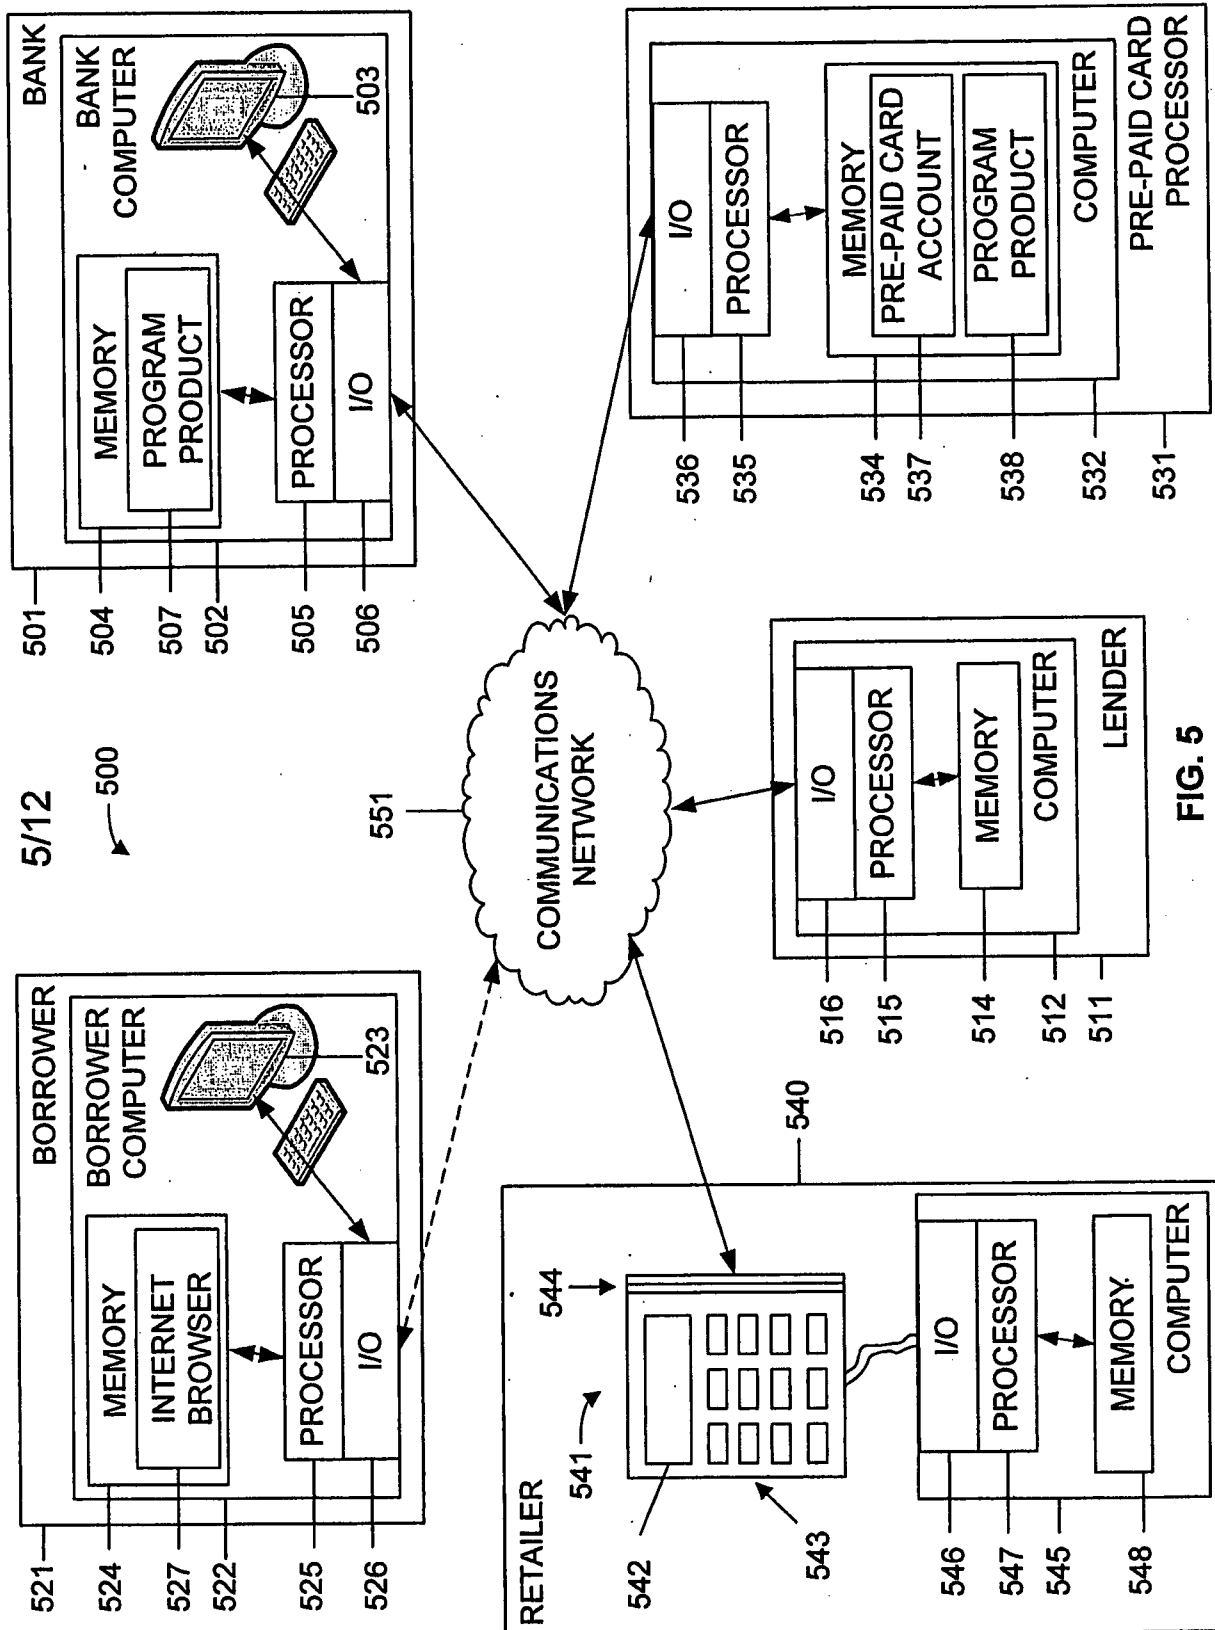 5/12
500
BORROWER
BORROWER
COMPUTER
MEMORY
INTERNET
BROWSER
PROCESSOR
I/O
523
521
524
527
522
525
526
BANK
BANK
COMPUTER
MEMORY
PROGRAM
PRODUCT
PROCESSOR
I/O
503
501
504
507
502
505
506
551
COMMUNICATIONS
NETWORK
RETAILER
540
541
544
542
543
I/O
PROCESSOR
MEMORY
COMPUTER
546
547
545
548
I/O
PROCESSOR
MEMORY
COMPUTER
LENDER
516
515
514
512
511
I/O
PROCESSOR
MEMORY
PRE-PAID CARD
ACCOUNT
PROGRAM
PRODUCT
COMPUTER
PRE-PAID CARD
PROCESSOR
536
535
534
537
538
532
531
FIG. 5